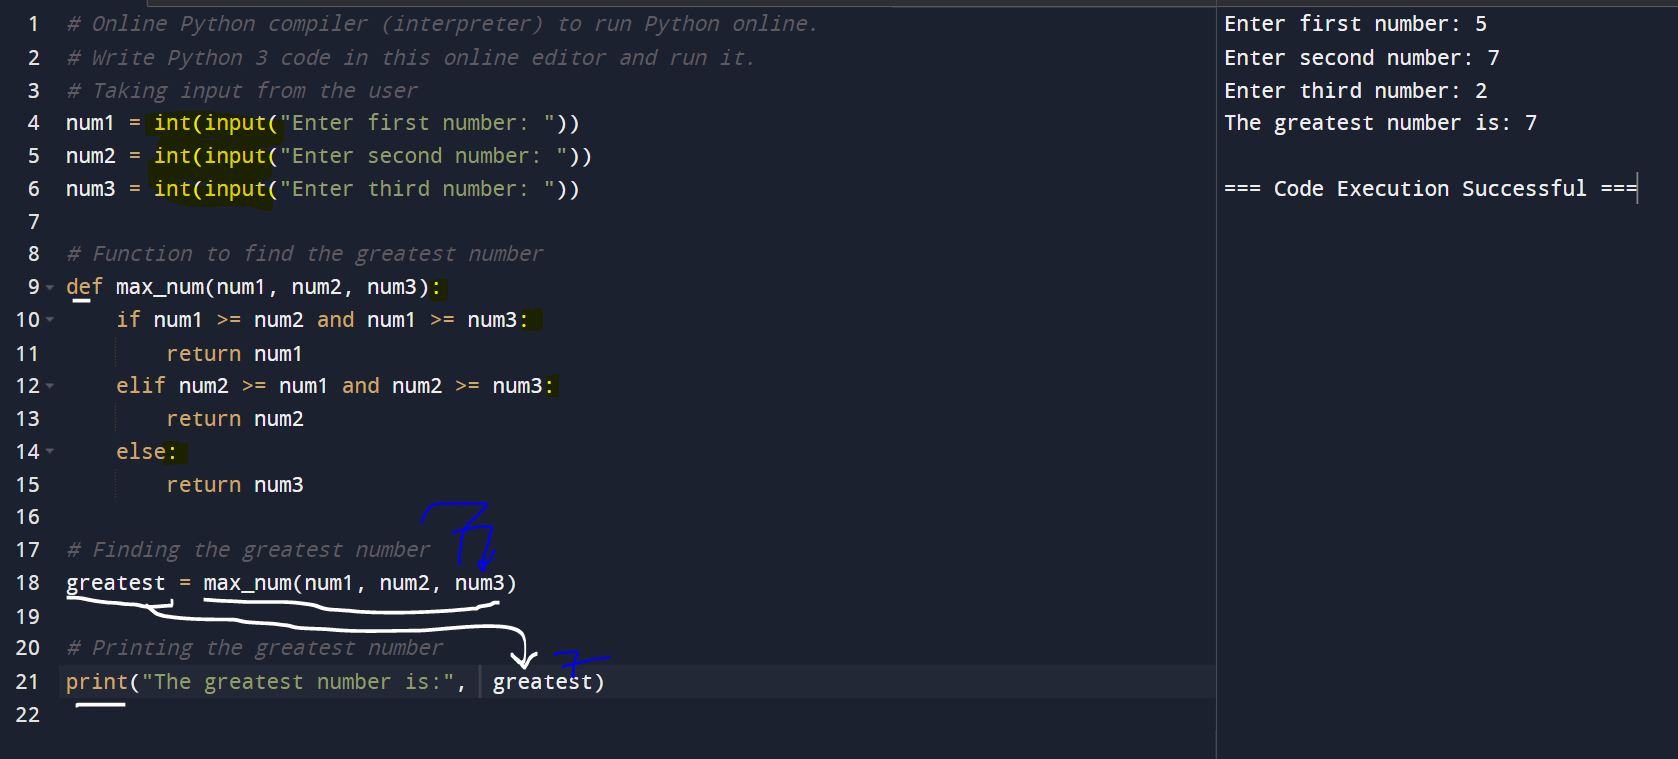 1 # Online Python compiler (interpreter) to run Python online.
2 # Write Python 3 code in this online editor and run it.
3 # Taking input from the user
4 num1 = int(input("Enter first number: "))
5 num2 = int(input("Enter second number: "))
6 num3 = int(input("Enter third number: "))
7
8 # Function to find the greatest number
9 def max_num(num1, num2, num3):
10     if num1 >= num2 and num1 >= num3:
11         return num1
12     elif num2 >= num1 and num2 >= num3:
13         return num2
14     else:
15         return num3
16
17 # Finding the greatest number
18 greatest = max_num(num1, num2, num3)
19
20 # Printing the greatest number
7
21 print("The greatest number is:",  greatest)
22
Enter first number: 5
Enter second number: 7
Enter third number: 2
The greatest number is: 7
=== Code Execution Successful ===